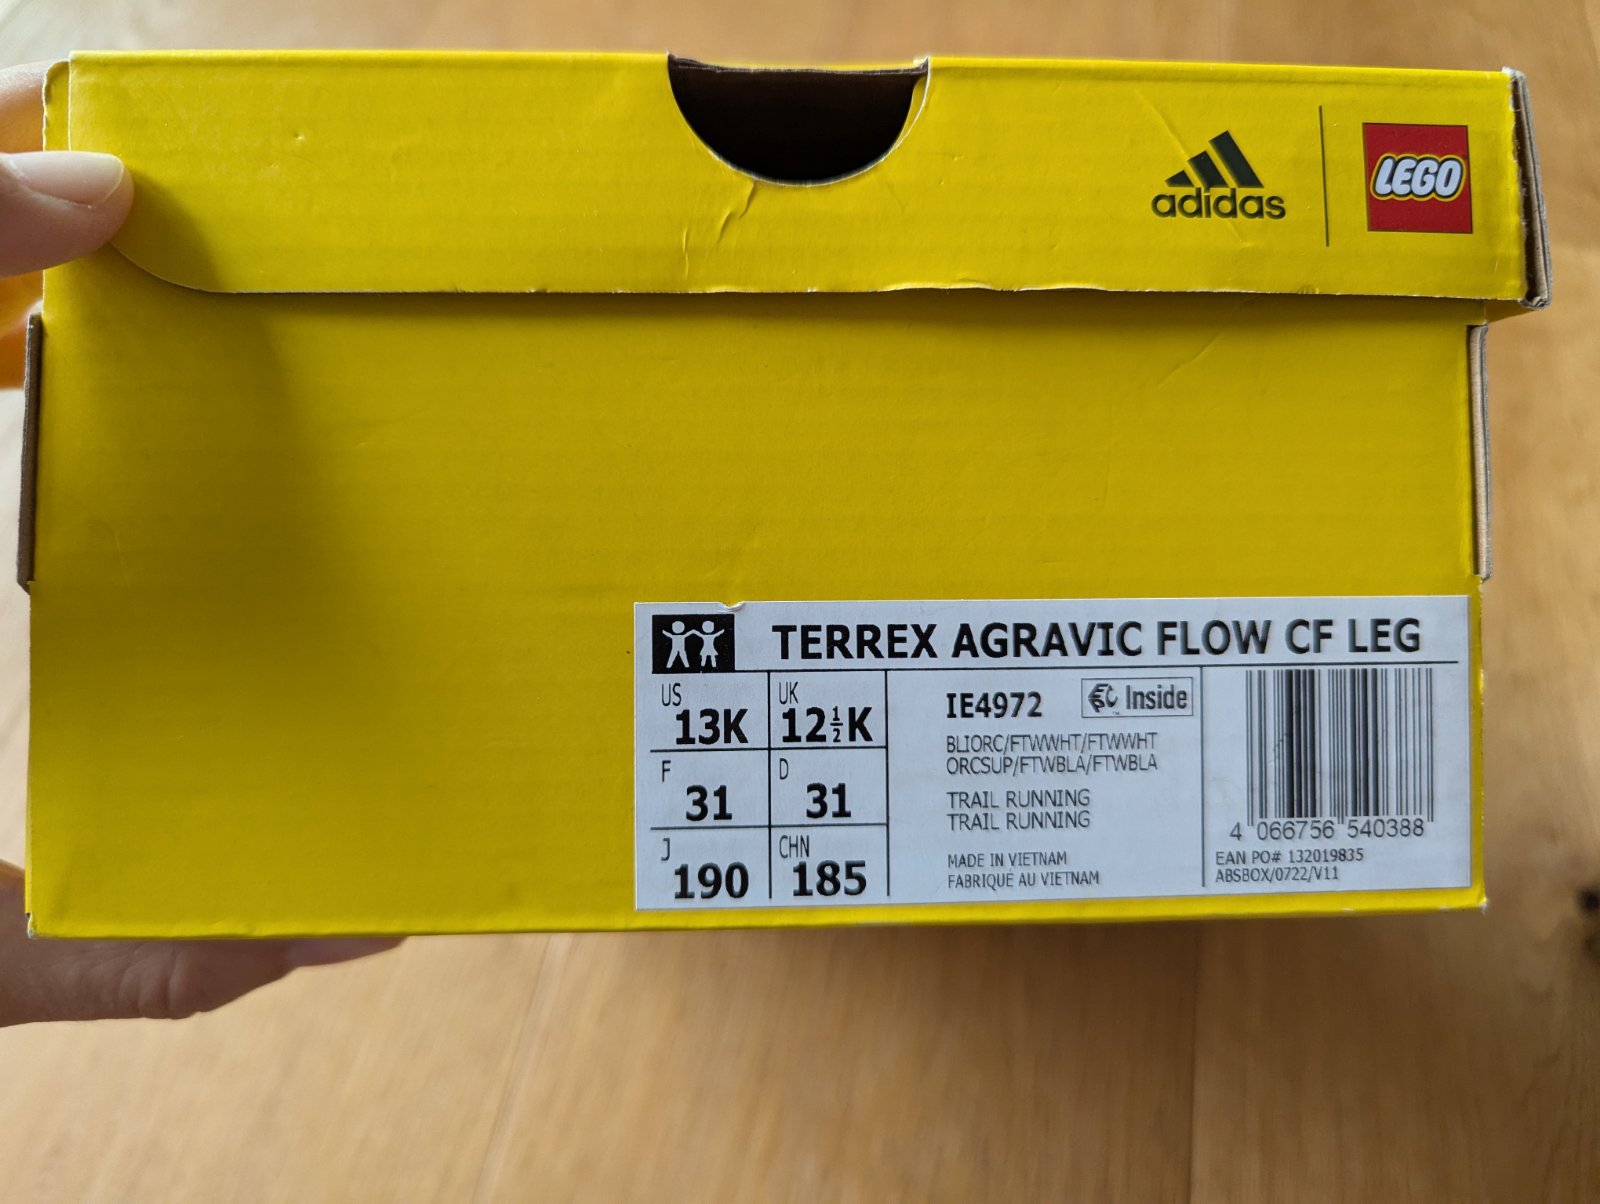 adidas
LEGO
TERREX AGRAVIC FLOW CF LEG
US
13K
UK
12½K
F
31
D
31
J
190
CHN
185
IE4972
Inside
BLIORC/FTWWHT/FTWWHT
ORCSUP/FTWBLA/FTWBLA
TRAIL RUNNING
TRAIL RUNNING
MADE IN VIETNAM
FABRIQUÉ AU VIETNAM
4 066756 540388
EAN PO# 132019835
ABSBOX/0722/V11